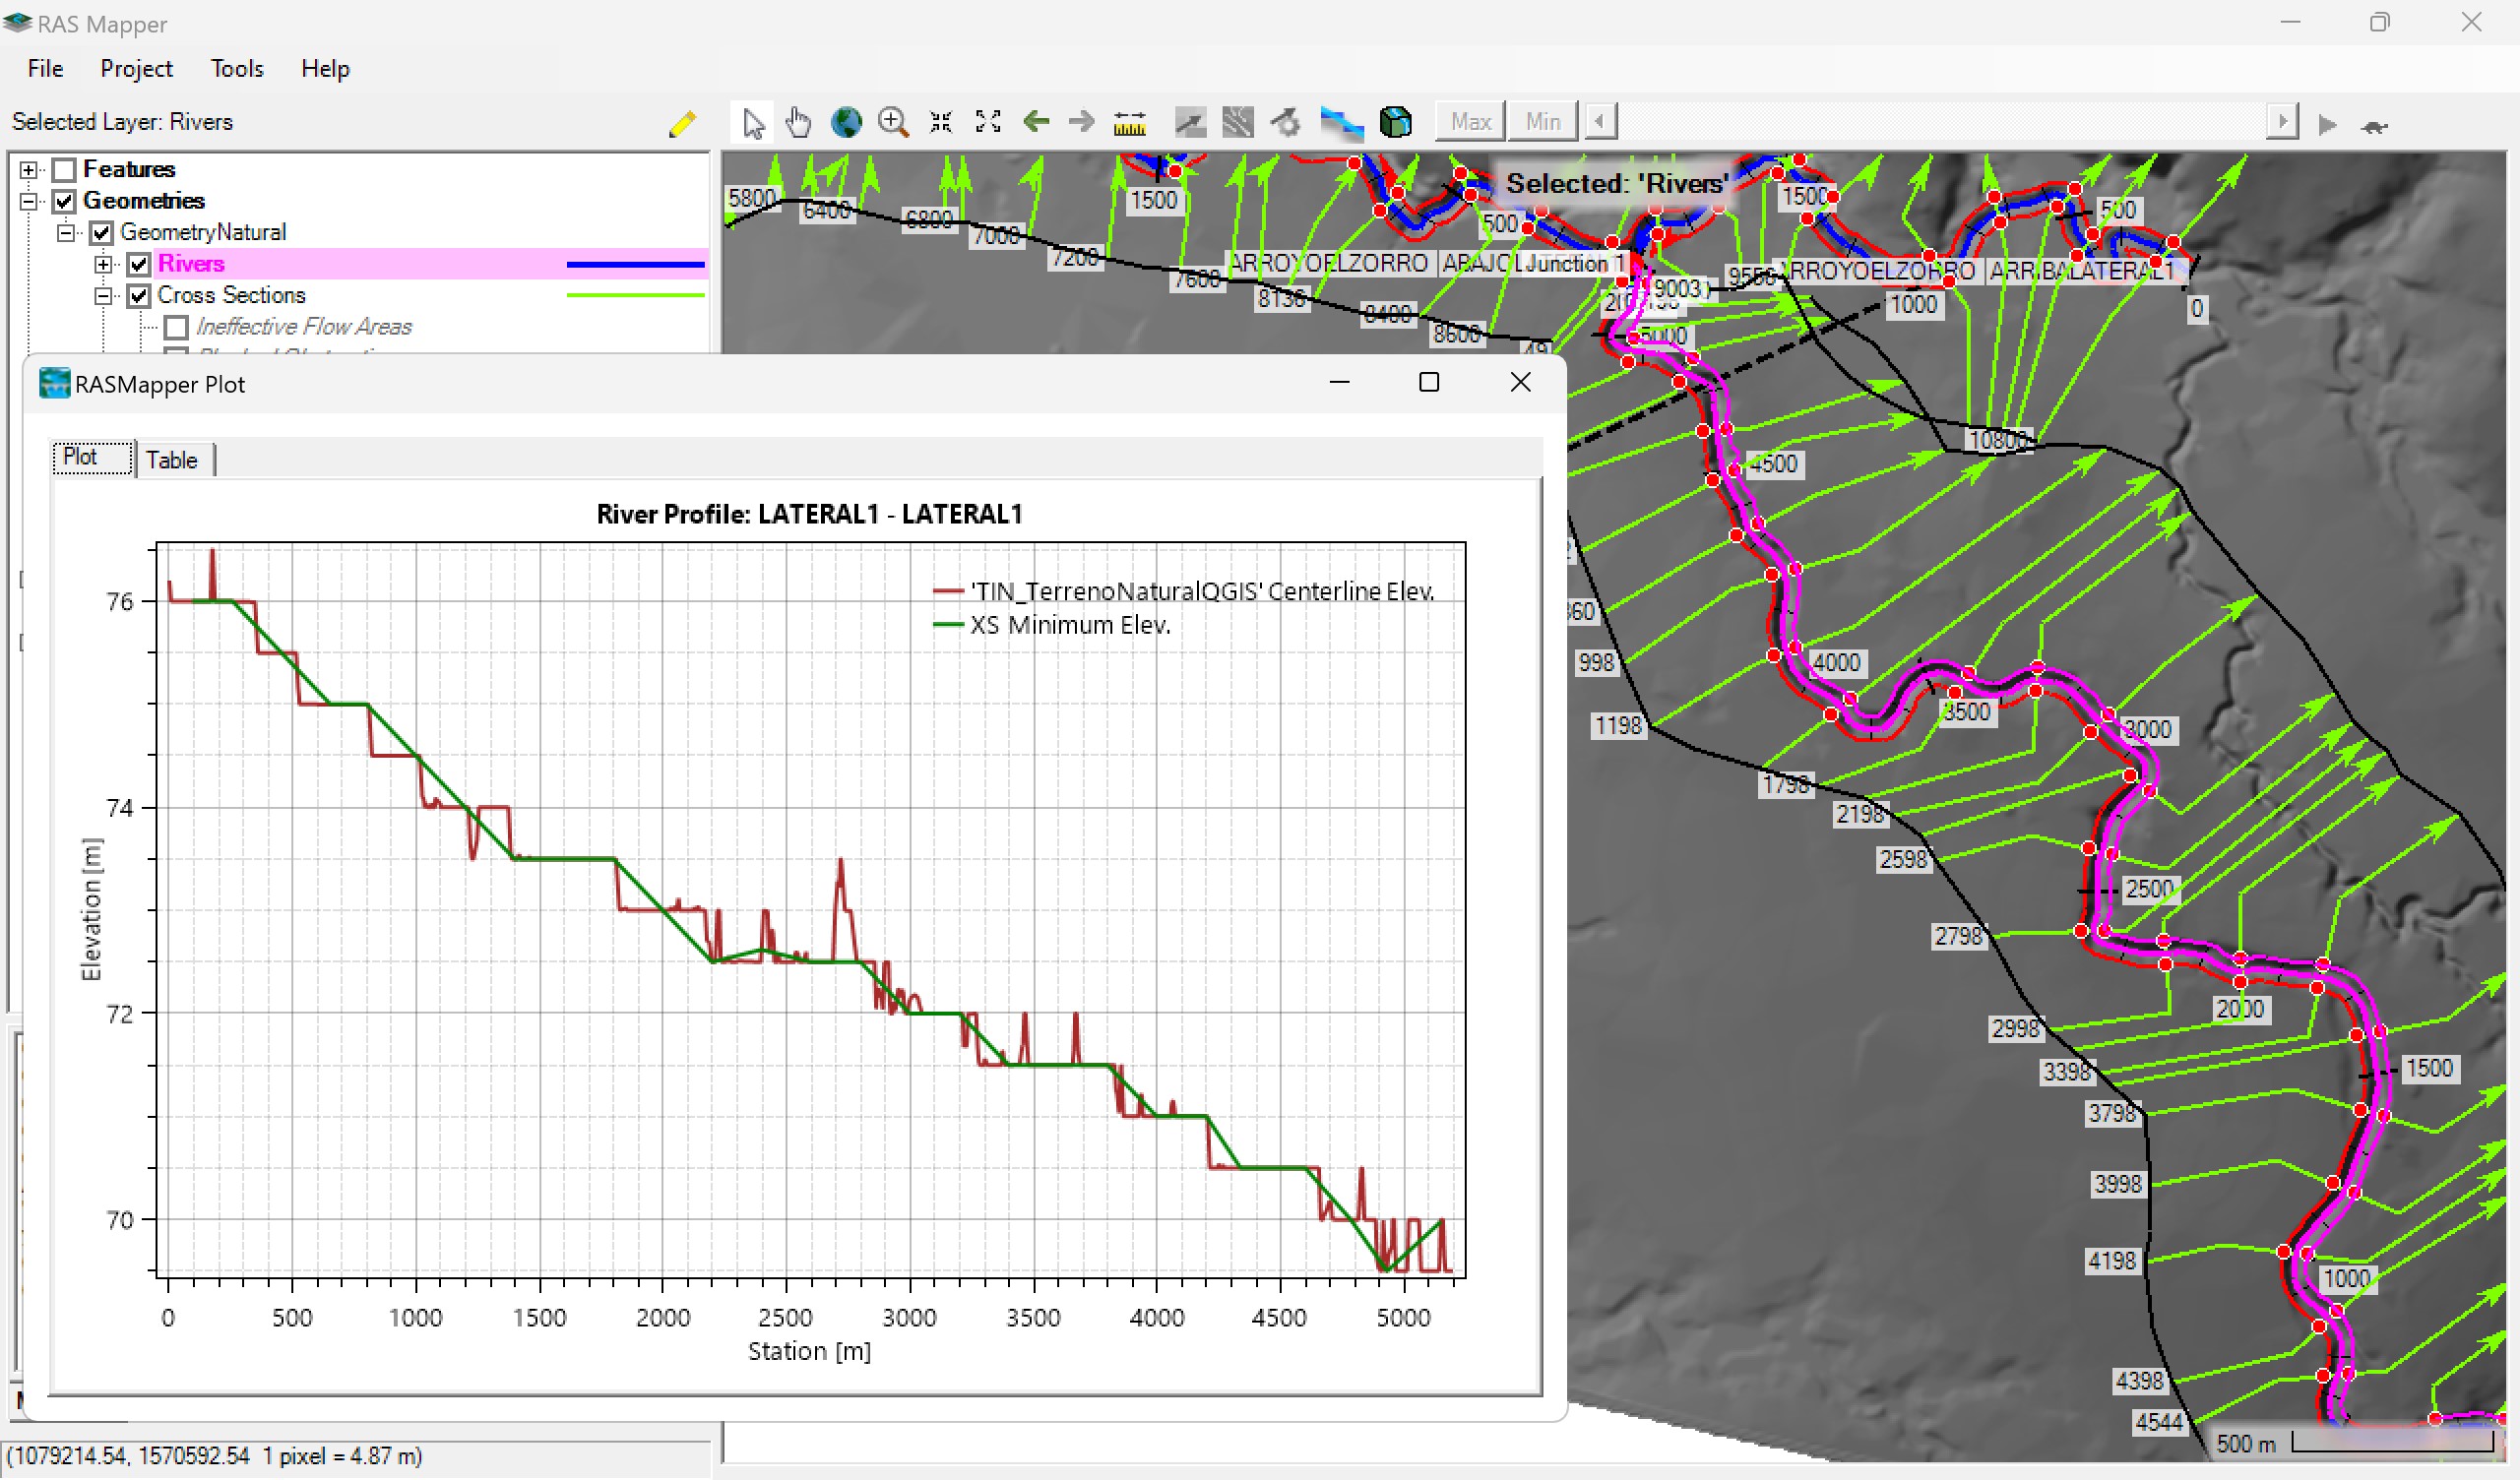 RAS Mapper
File Project Tools Help
Selected Layer: Rivers
Max Min
Features
Geometries
GeometryNatural
Rivers
Cross Sections
Ineffective Flow Areas
Selected: 'Rivers'
5800
6400
6800
7000
7200
7600
8136
8400
8600
1500
500
1500
500
ARROYOELZORRO ABAJOL
Junction 1
9003
9556
RROYOELZORRO ARRIBALATERAL1
1000
0
5000
10800
4500
4000
3500
3000
2500
2000
1500
1000
998
1198
1798
2198
2598
2798
2998
3398
3798
3998
4198
4398
4544
500 m
RASMapper Plot
Plot Table
River Profile: LATERAL1 - LATERAL1
'TIN_TerrenoNaturalQGIS' Centerline Elev.
XS Minimum Elev.
76
74
72
70
Elevation [m]
0 500 1000 1500 2000 2500 3000 3500 4000 4500 5000
Station [m]
(1079214.54, 1570592.54 1 pixel = 4.87 m)